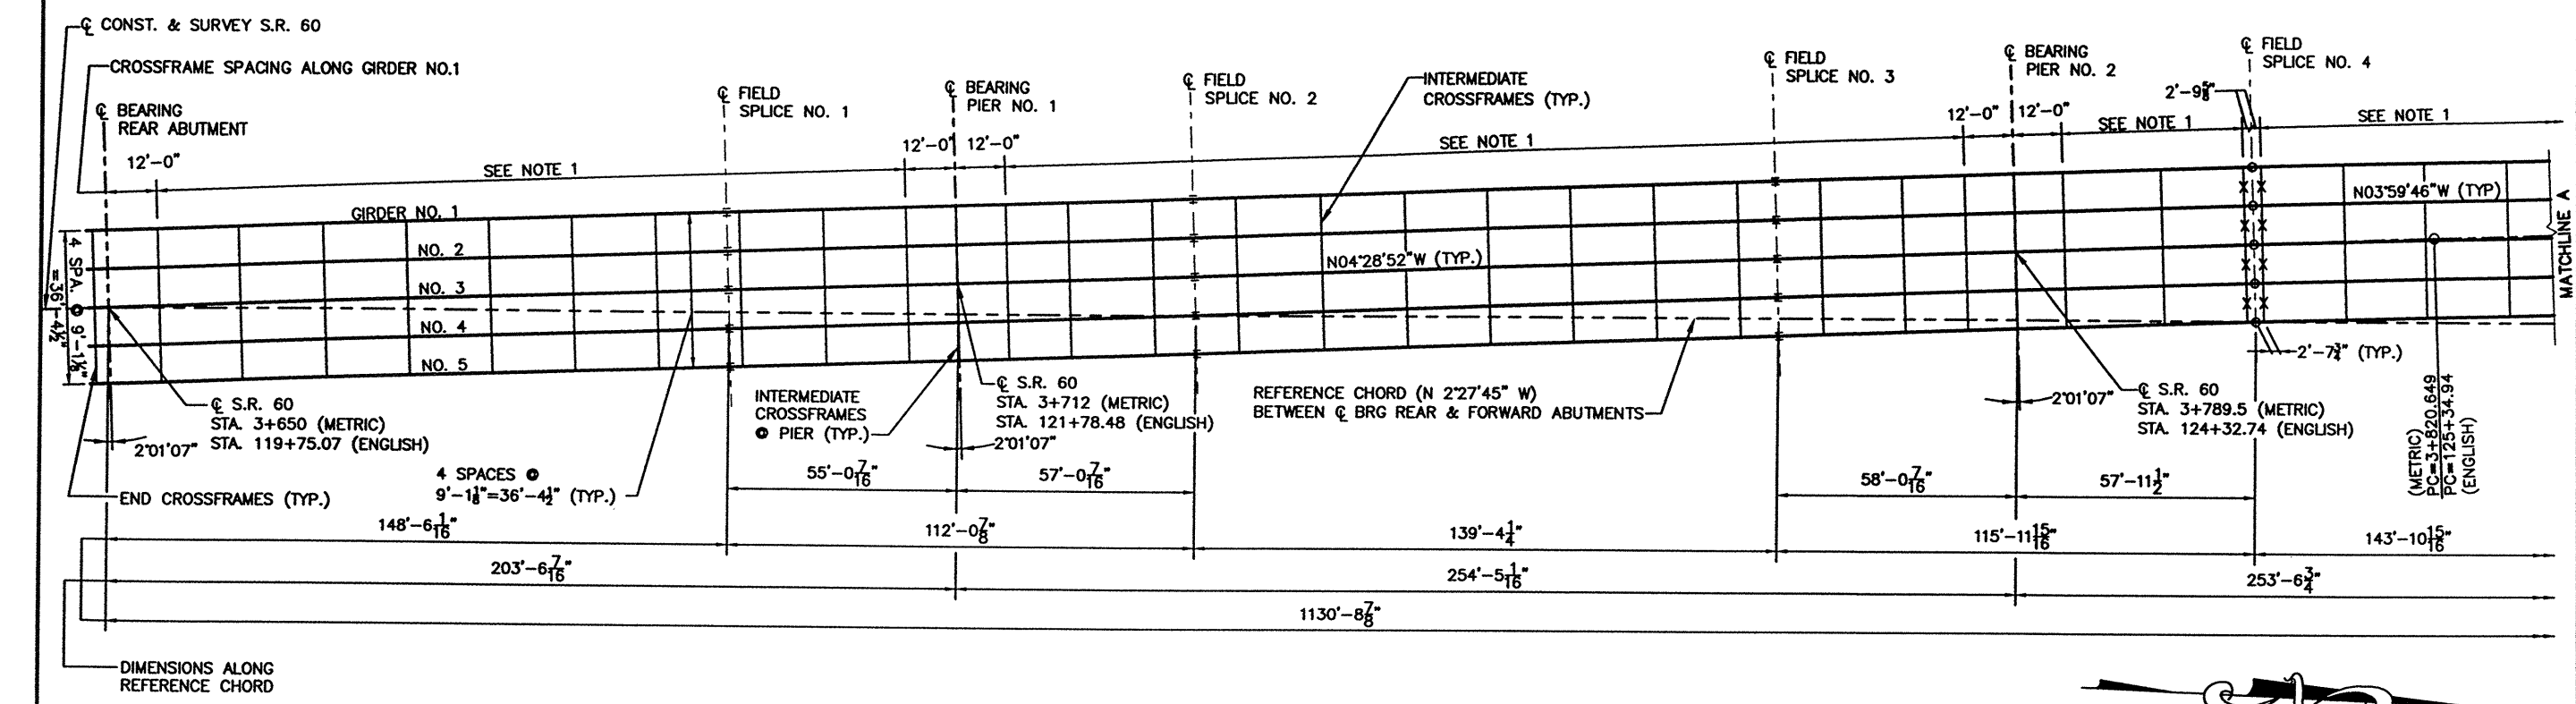 ℄ CONST. & SURVEY S.R. 60
CROSSFRAME SPACING ALONG GIRDER NO.1
℄ BEARING
REAR ABUTMENT
℄ FIELD
SPLICE NO. 1
℄ BEARING
PIER NO. 1
℄ FIELD
SPLICE NO. 2
INTERMEDIATE
CROSSFRAMES (TYP.)
℄ FIELD
SPLICE NO. 3
℄ BEARING
PIER NO. 2
℄ FIELD
SPLICE NO. 4
2'-9⅝"
12'-0"
SEE NOTE 1
12'-0"
12'-0"
SEE NOTE 1
12'-0"
12'-0"
SEE NOTE 1
SEE NOTE 1
GIRDER NO. 1
NO. 2
NO. 3
NO. 4
NO. 5
4 SPA. @ 9'-1⅛"
=36'-4½"
N04°28'52"W (TYP.)
N03°59'46"W (TYP)
MATCHLINE A
2'-7¾" (TYP.)
℄ S.R. 60
STA. 3+650 (METRIC)
STA. 119+75.07 (ENGLISH)
2°01'07"
END CROSSFRAMES (TYP.)
4 SPACES @
9'-1⅛"=36'-4½" (TYP.)
INTERMEDIATE
CROSSFRAMES
@ PIER (TYP.)
℄ S.R. 60
STA. 3+712 (METRIC)
STA. 121+78.48 (ENGLISH)
2°01'07"
REFERENCE CHORD (N 2°27'45" W)
BETWEEN ℄ BRG REAR & FORWARD ABUTMENTS
2°01'07"
℄ S.R. 60
STA. 3+789.5 (METRIC)
STA. 124+32.74 (ENGLISH)
(METRIC)
PC=3+820.649
PC=125+34.94
(ENGLISH)
55'-0 7/16"
57'-0 7/16"
58'-0 7/16"
57'-11½"
148'-6 1/16"
112'-0⅞"
139'-4¼"
115'-11 15/16"
143'-10 15/16"
203'-6 7/16"
254'-5 1/16"
253'-6¾"
1130'-8⅞"
DIMENSIONS ALONG
REFERENCE CHORD